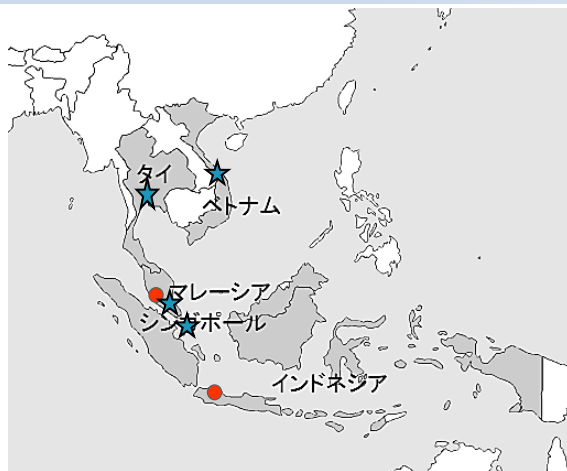 タイ
ベトナム
マレーシア
シンガポール
インドネジア